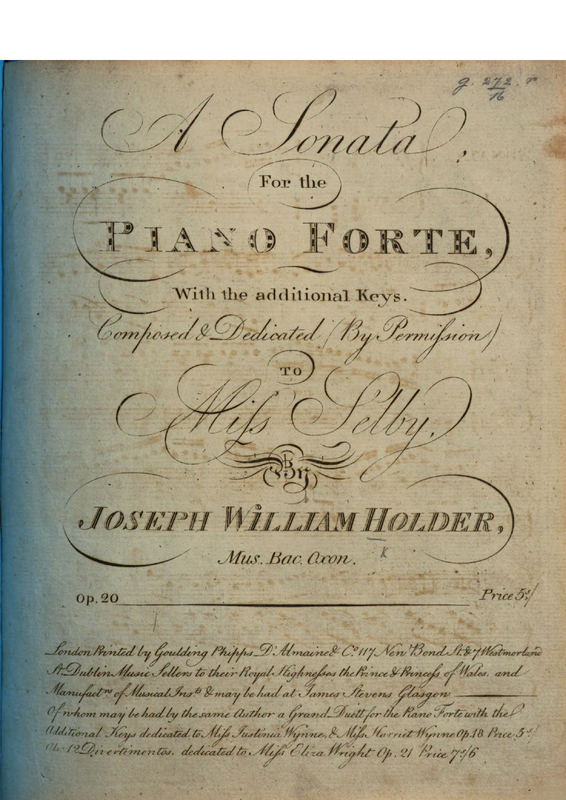 g. 272. r
16
A Sonata,
For the
PIANO FORTE,
With the additional Keys.
Composed & Dedicated (By Permiſsion)
TO
Miſs Selby,
By
JOSEPH WILLIAM HOLDER,
Mus. Bac. Oxon.
K
Op. 20 Price 5s/
London Printed by Goulding Phipps D'Almaine & Co. 117 New Bond St. & 7 Westmorland
St. Dublin Music Sellers to their Royal Highneſses the Prince & Princeſs of Wales. and
Manufactrs of Musical Insts & may be had at James Stevens Glasgow
Of whom may be had by the same Author a Grand Duett for the Piano Forte with the
Additional Keys dedicated to Miſs Justinia Wynne, & Miſs Harriet Wynne Op. 18 Price 5s/
12 Divertimentos. dedicated to Miſs Eliza Wright Op. 21 Price 7s/6